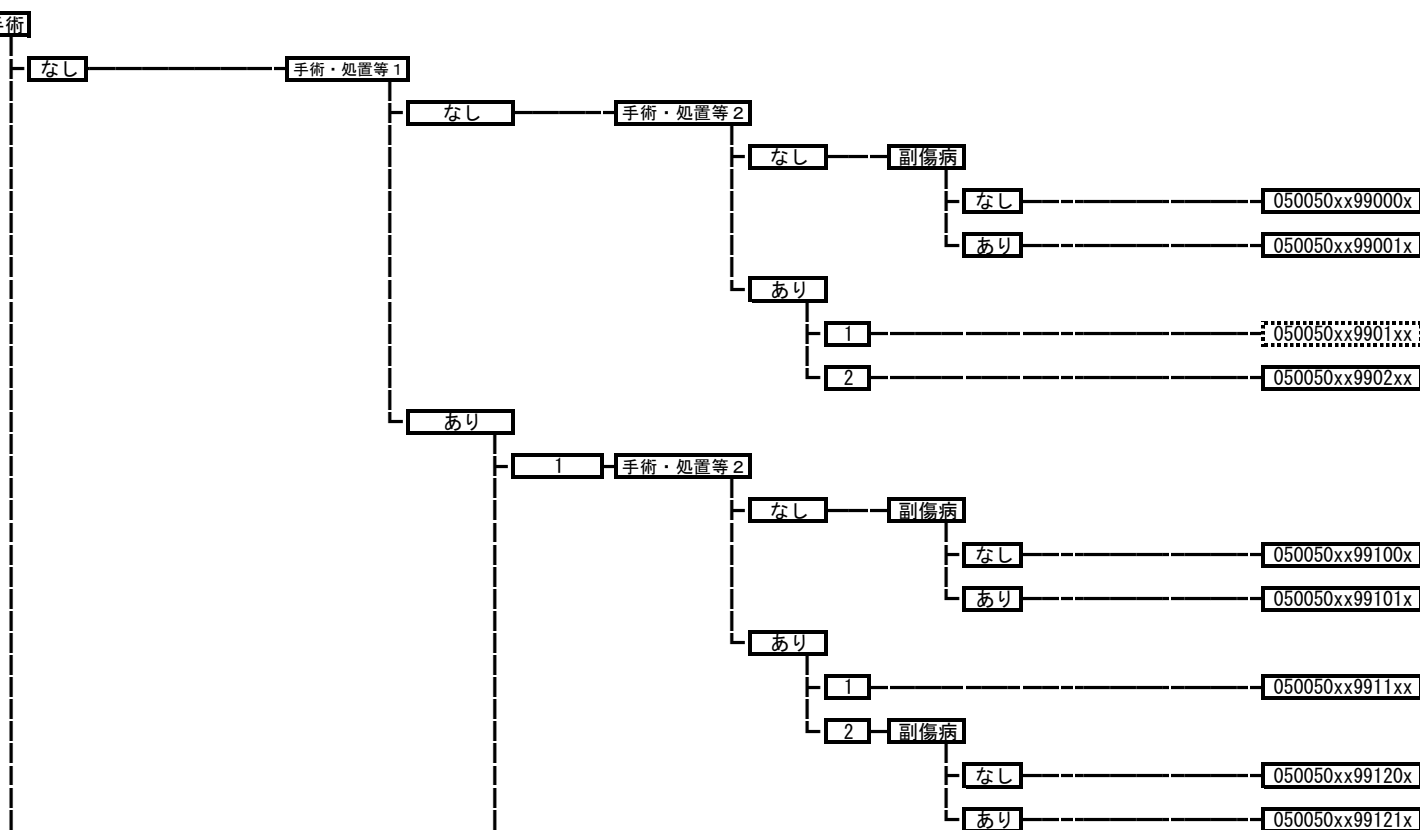 手術
なし 手術・処置等1
なし 手術・処置等2
なし 副傷病
なし 050050xx99000x
あり 050050xx99001x
あり
1 050050xx9901xx
2 050050xx9902xx
あり
1 手術・処置等2
なし 副傷病
なし 050050xx99100x
あり 050050xx99101x
あり
1 050050xx9911xx
2 副傷病
なし 050050xx99120x
あり 050050xx99121x